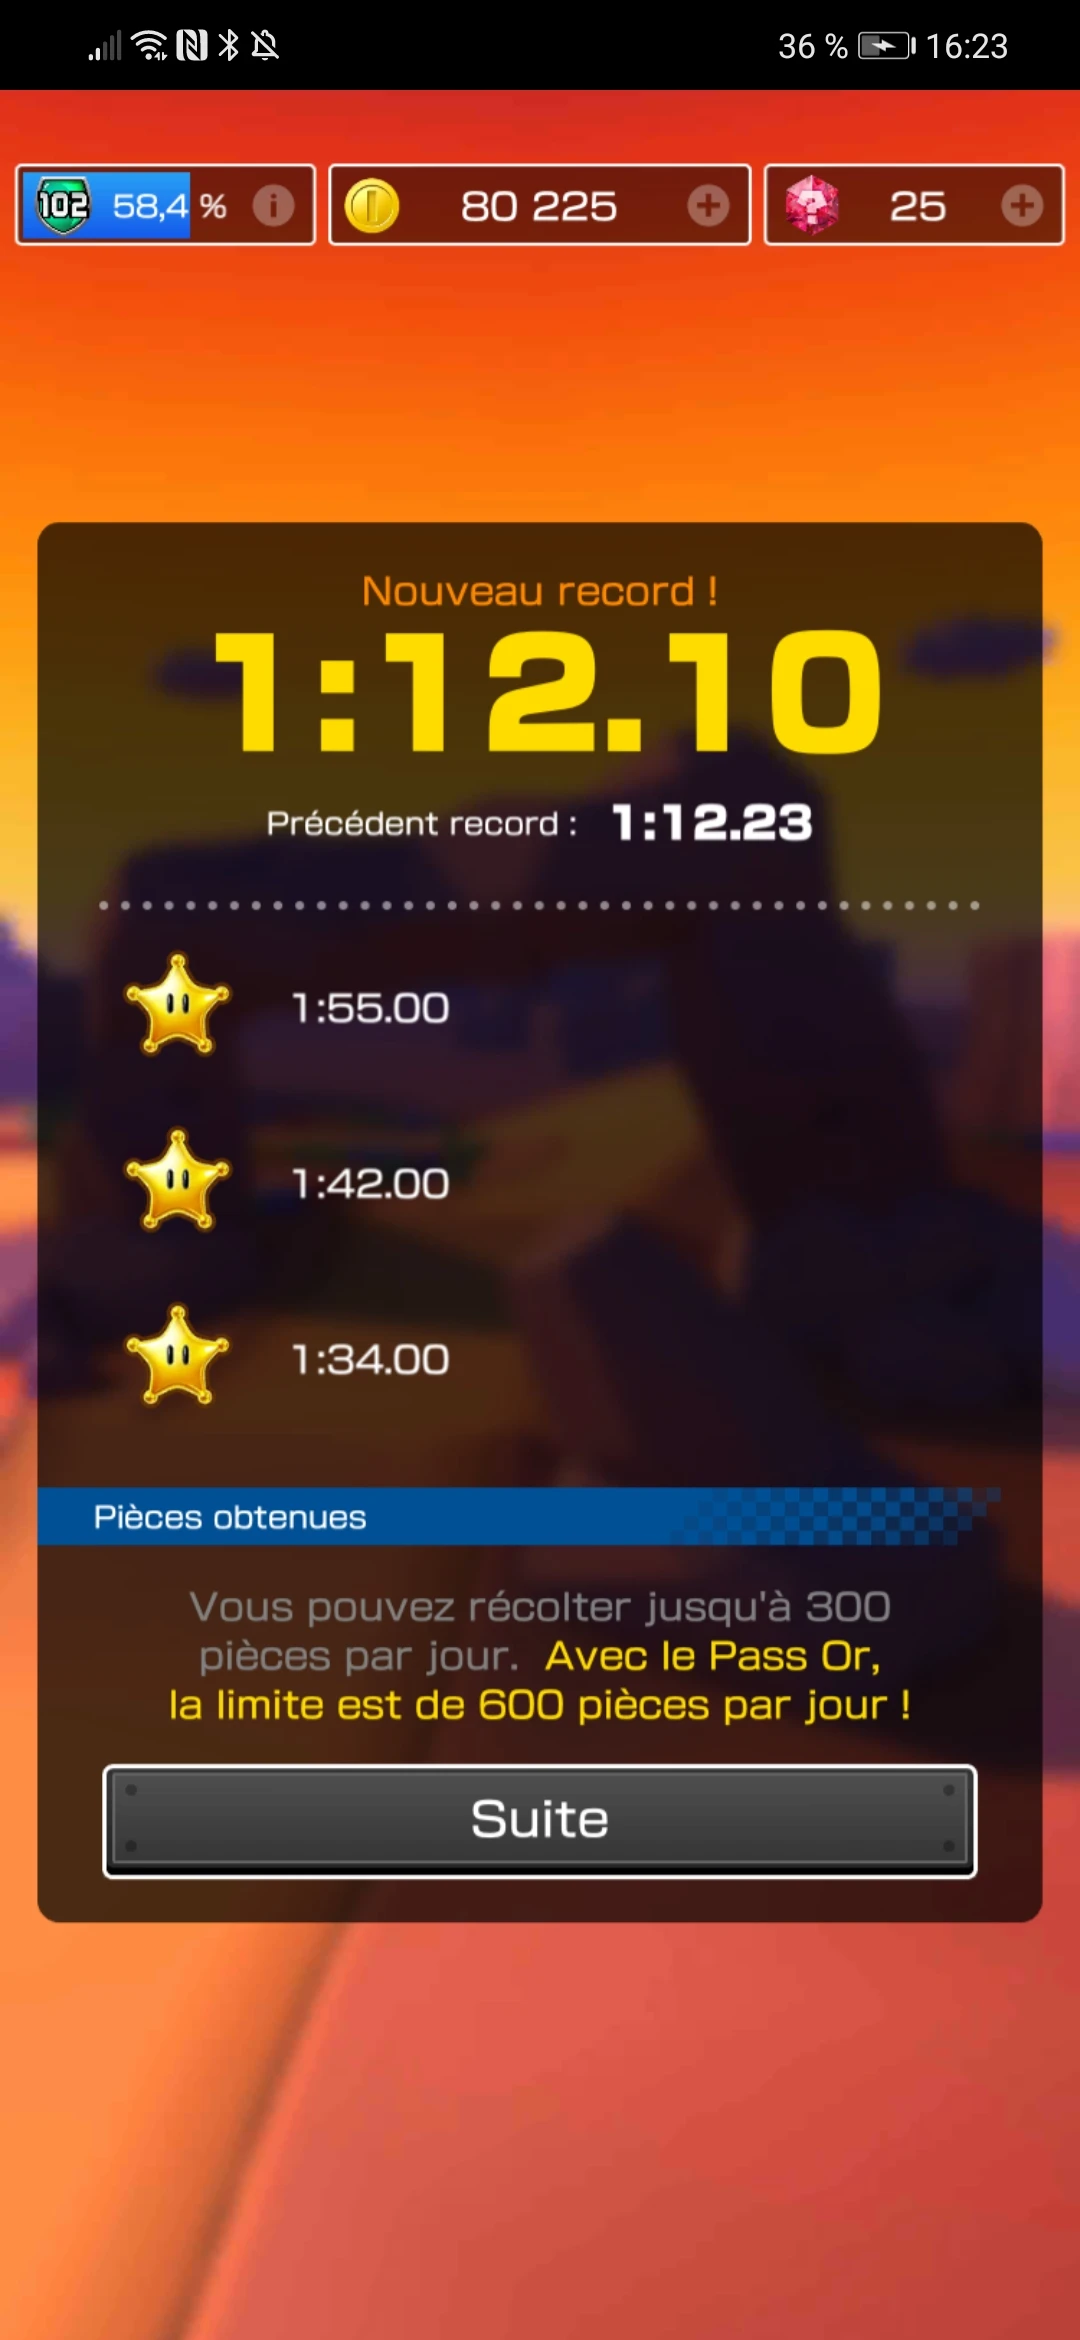 36 % 16:23
102 58,4 % i 80 225 + ? 25 +
Nouveau record !
1:12.10
Précédent record : 1:12.23
1:55.00
1:42.00
1:34.00
Pièces obtenues
Vous pouvez récolter jusqu'à 300
pièces par jour. Avec le Pass Or,
la limite est de 600 pièces par jour !
Suite